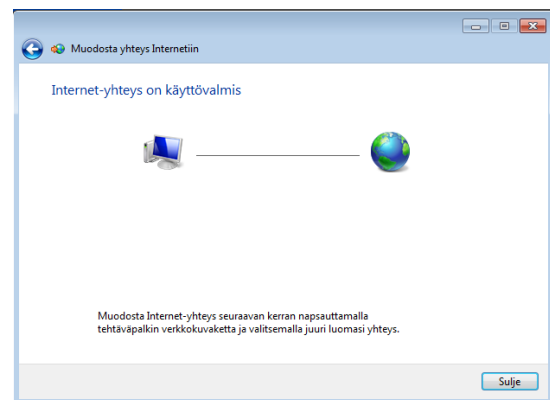 Muodosta yhteys Internetiin
Internet-yhteys on käyttövalmis
Muodosta Internet-yhteys seuraavan kerran napsauttamalla
tehtäväpalkin verkkokuvaketta ja valitsemalla juuri luomasi yhteys.
Sulje